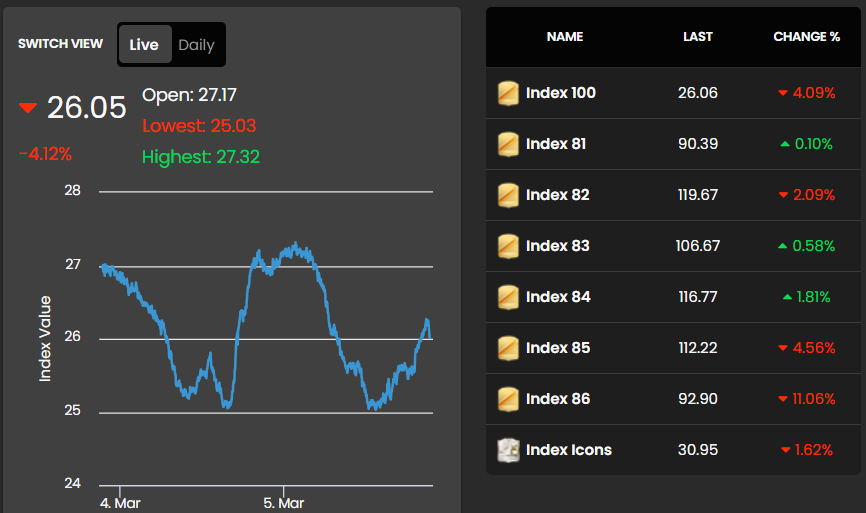 SWITCH VIEW
Live
Daily
26.05
-4.12%
Open: 27.17
Lowest: 25.03
Highest: 27.32
28
27
26
25
24
Index Value
4. Mar
5. Mar
NAME LAST CHANGE %
Index 100 26.06 4.09%
Index 81 90.39 0.10%
Index 82 119.67 2.09%
Index 83 106.67 0.58%
Index 84 116.77 1.81%
Index 85 112.22 4.56%
Index 86 92.90 11.06%
Index Icons 30.95 1.62%